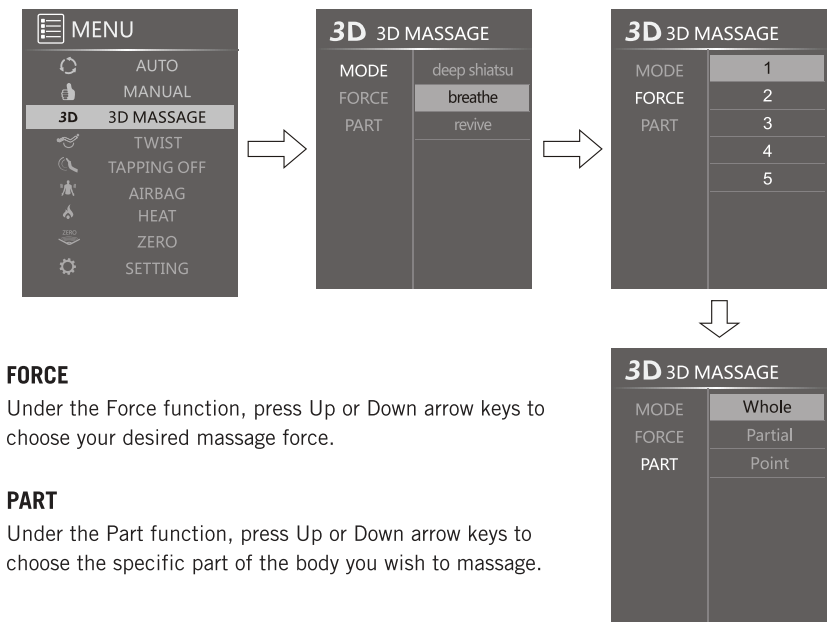 MENU
AUTO
MANUAL
3D 3D MASSAGE
TWIST
TAPPING OFF
AIRBAG
HEAT
ZERO ZERO
SETTING
3D 3D MASSAGE
MODE deep shiatsu
FORCE breathe
PART revive
3D 3D MASSAGE
MODE 1
FORCE 2
PART 3
4
5
FORCE
Under the Force function, press Up or Down arrow keys to
choose your desired massage force.
PART
Under the Part function, press Up or Down arrow keys to
choose the specific part of the body you wish to massage.
3D 3D MASSAGE
MODE Whole
FORCE Partial
PART Point